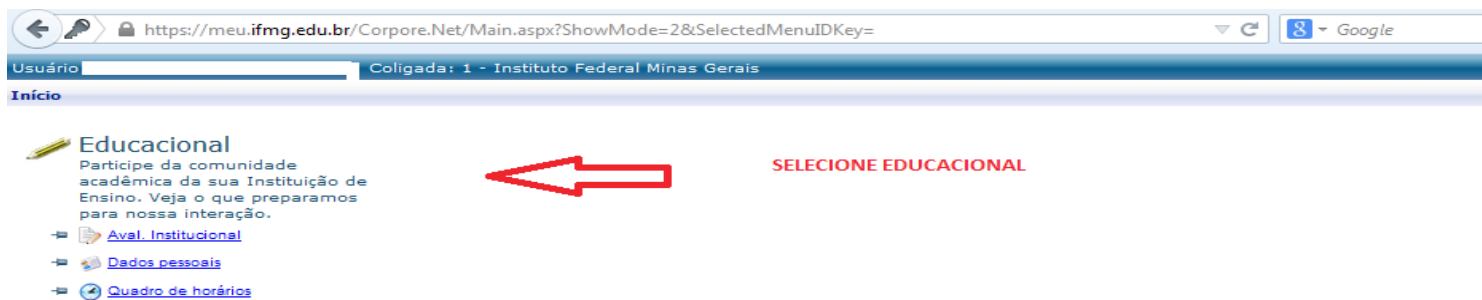 https://meu.ifmg.edu.br/Corpore.Net/Main.aspx?ShowMode=2&SelectedMenuIDKey=
8 Google
Usuário Coligada: 1 - Instituto Federal Minas Gerais
Início
Educacional
Participe da comunidade
acadêmica da sua Instituição de
Ensino. Veja o que preparamos
para nossa interação.
SELECIONE EDUCACIONAL
Aval. Institucional
Dados pessoais
Quadro de horários